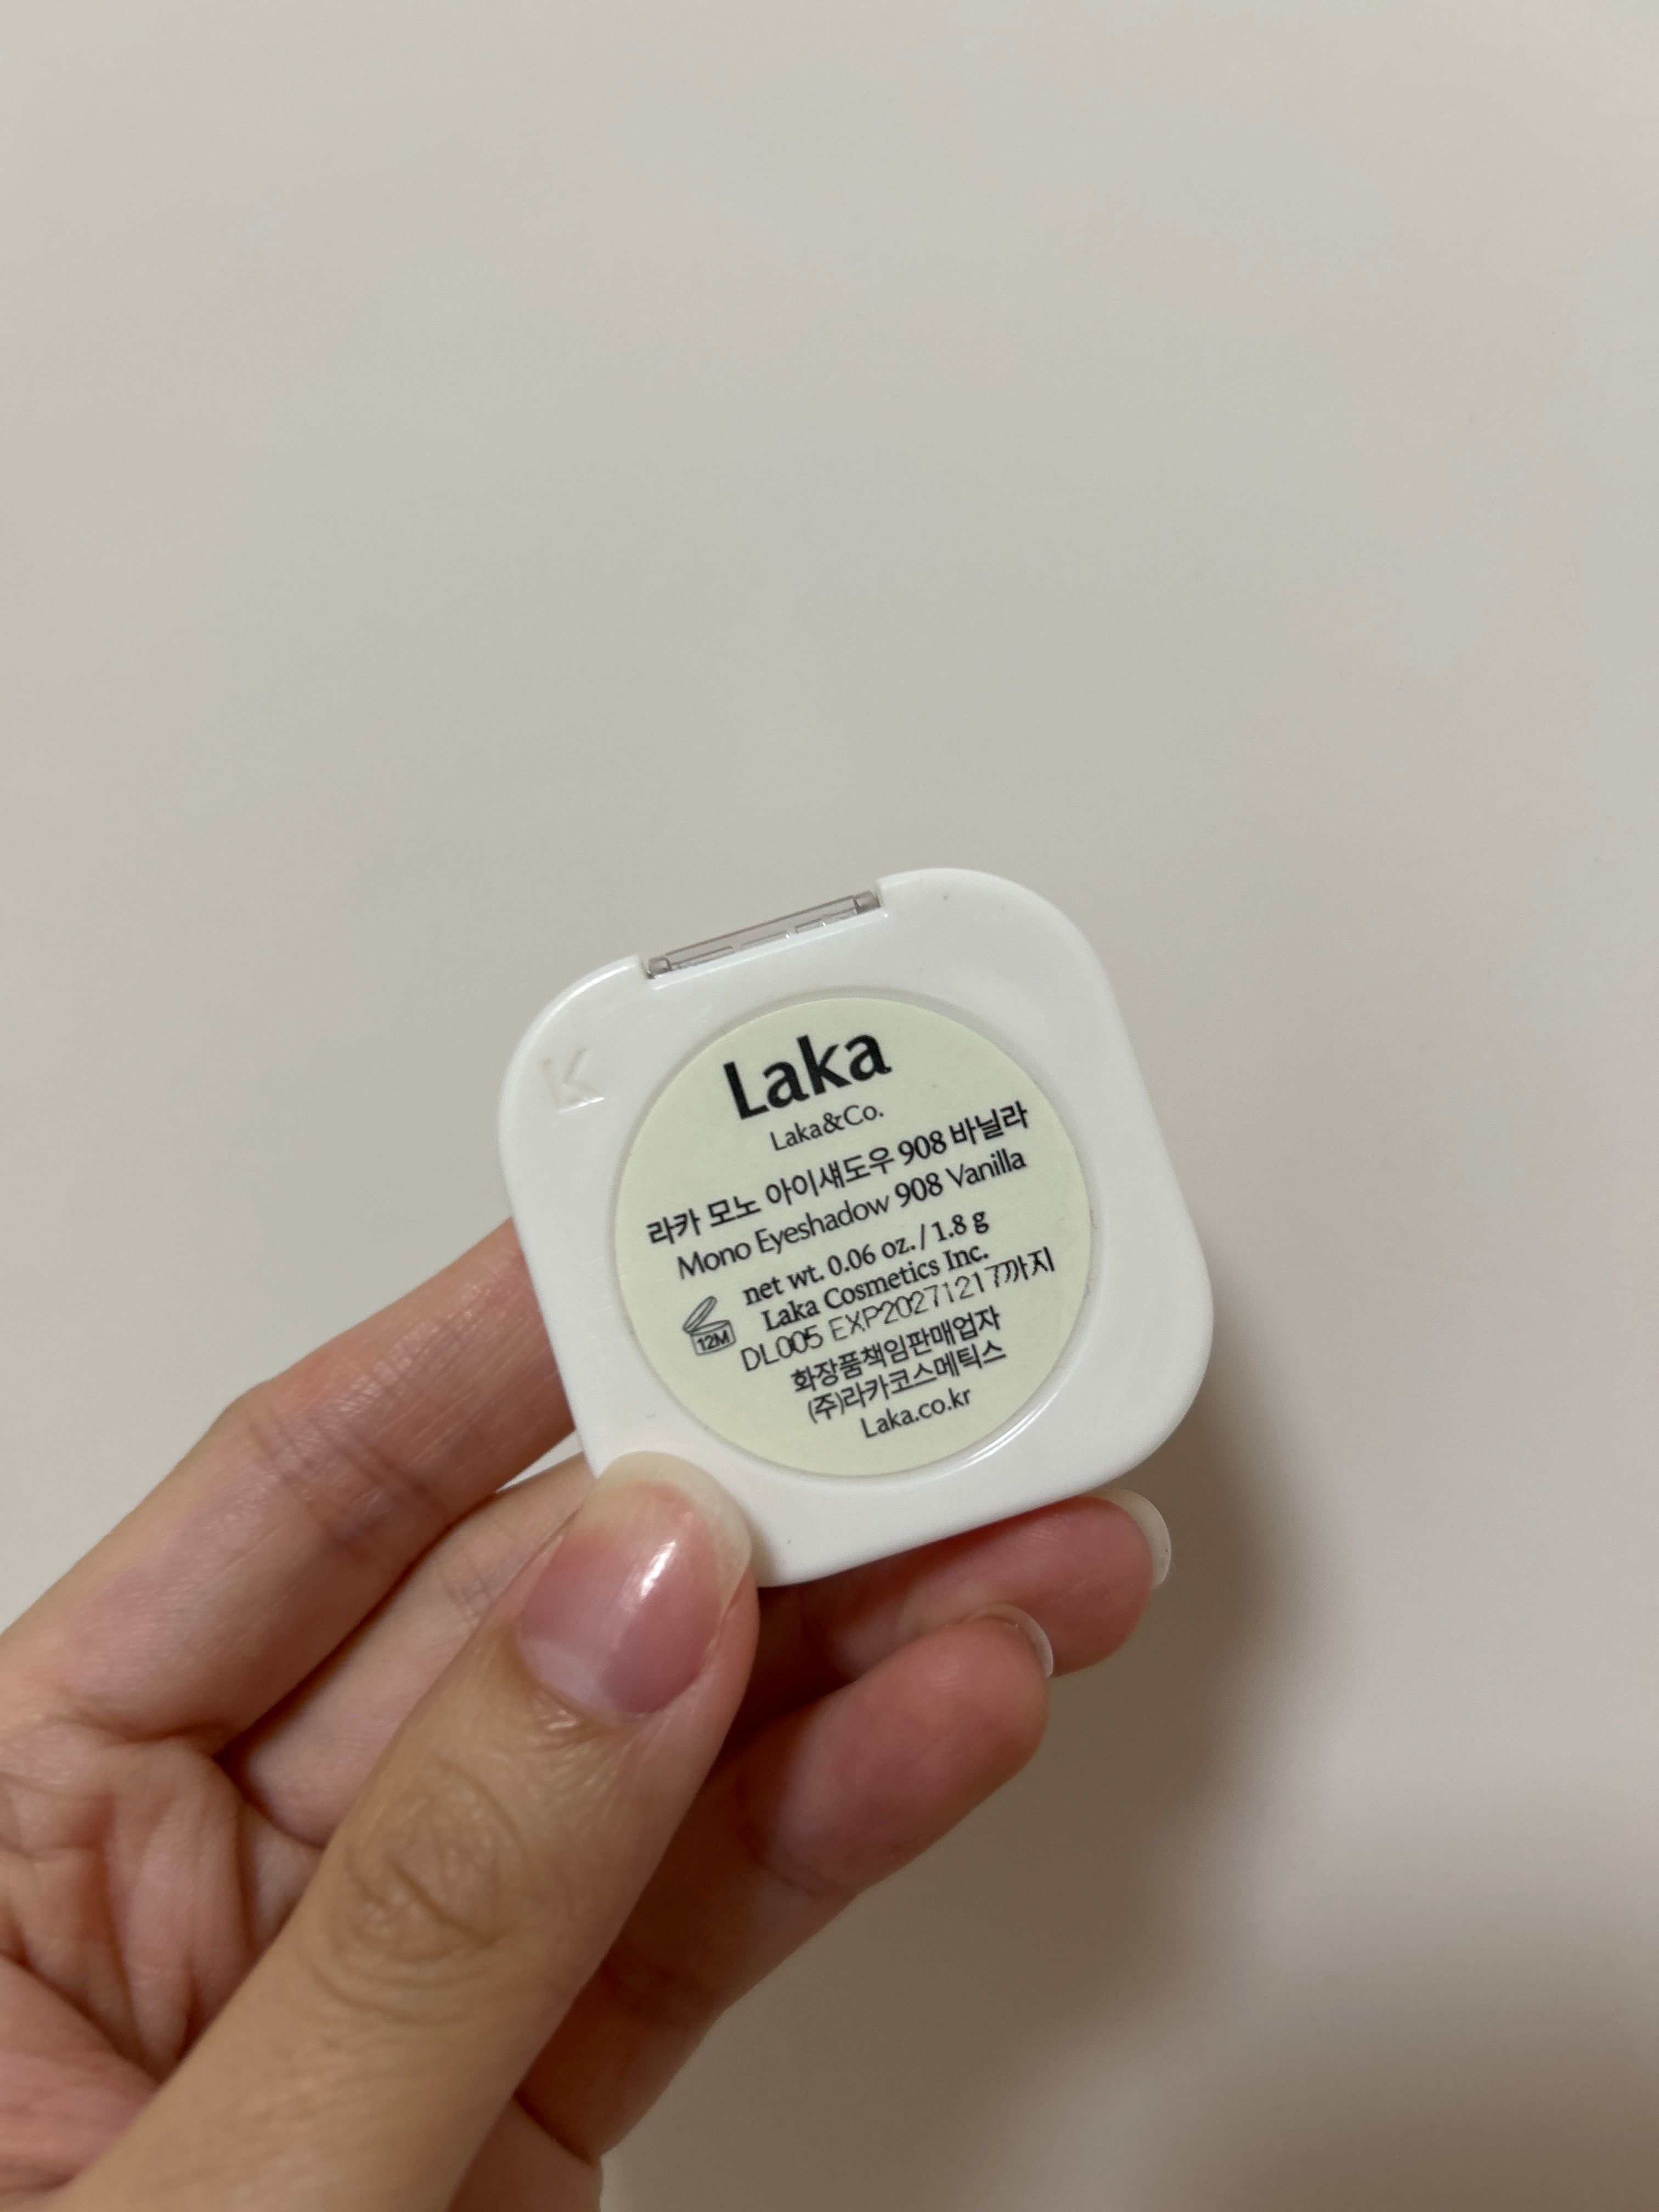 K
Laka
Laka&Co.
라카 모노 아이섀도우 908 바닐라
Mono Eyeshadow 908 Vanilla
net wt. 0.06 oz. / 1.8 g
Laka Cosmetics Inc.
12M
DL005 EXP20271217까지
화장품책임판매업자
(주)라카코스메틱스
Laka.co.kr